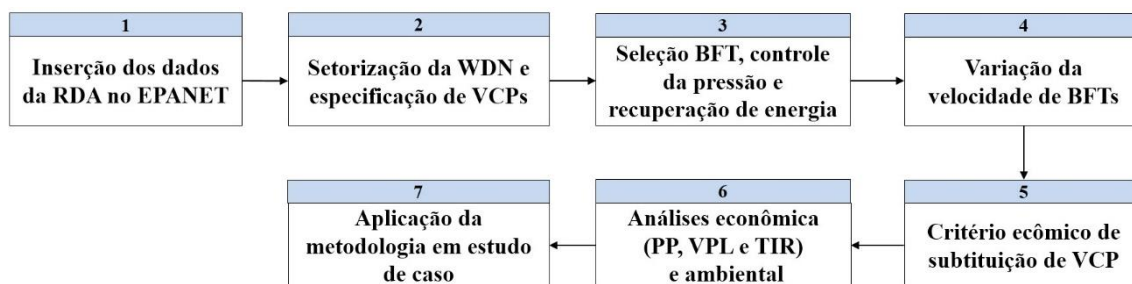 1
Inserção dos dados
da RDA no EPANET
2
Setorização da WDN e
especificação de VCPs
3
Seleção BFT, controle
da pressão e
recuperação de energia
4
Variação da
velocidade de BFTs
5
Critério ecômico de
subtituição de VCP
6
Análises econômica
(PP, VPL e TIR)
e ambiental
7
Aplicação da
metodologia em estudo
de caso